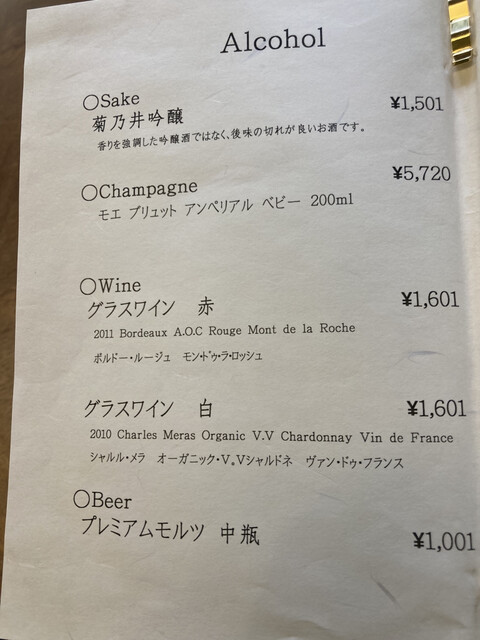 Alcohol
○Sake
菊乃井吟醸 ¥1,501
香りを強調した吟醸酒ではなく、後味の切れが良いお酒です。
○Champagne ¥5,720
モエ ブリュット アンペリアル ベビー 200ml
○Wine
グラスワイン 赤 ¥1,601
2011 Bordeaux A.O.C Rouge Mont de la Roche
ボルドー・ルージュ モン・ドゥ・ラ・ロッシュ
グラスワイン 白 ¥1,601
2010 Charles Meras Organic V.V Chardonnay Vin de France
シャルル・メラ オーガニック・V。Vシャルドネ ヴァン・ドゥ・フランス
○Beer
プレミアムモルツ 中瓶 ¥1,001